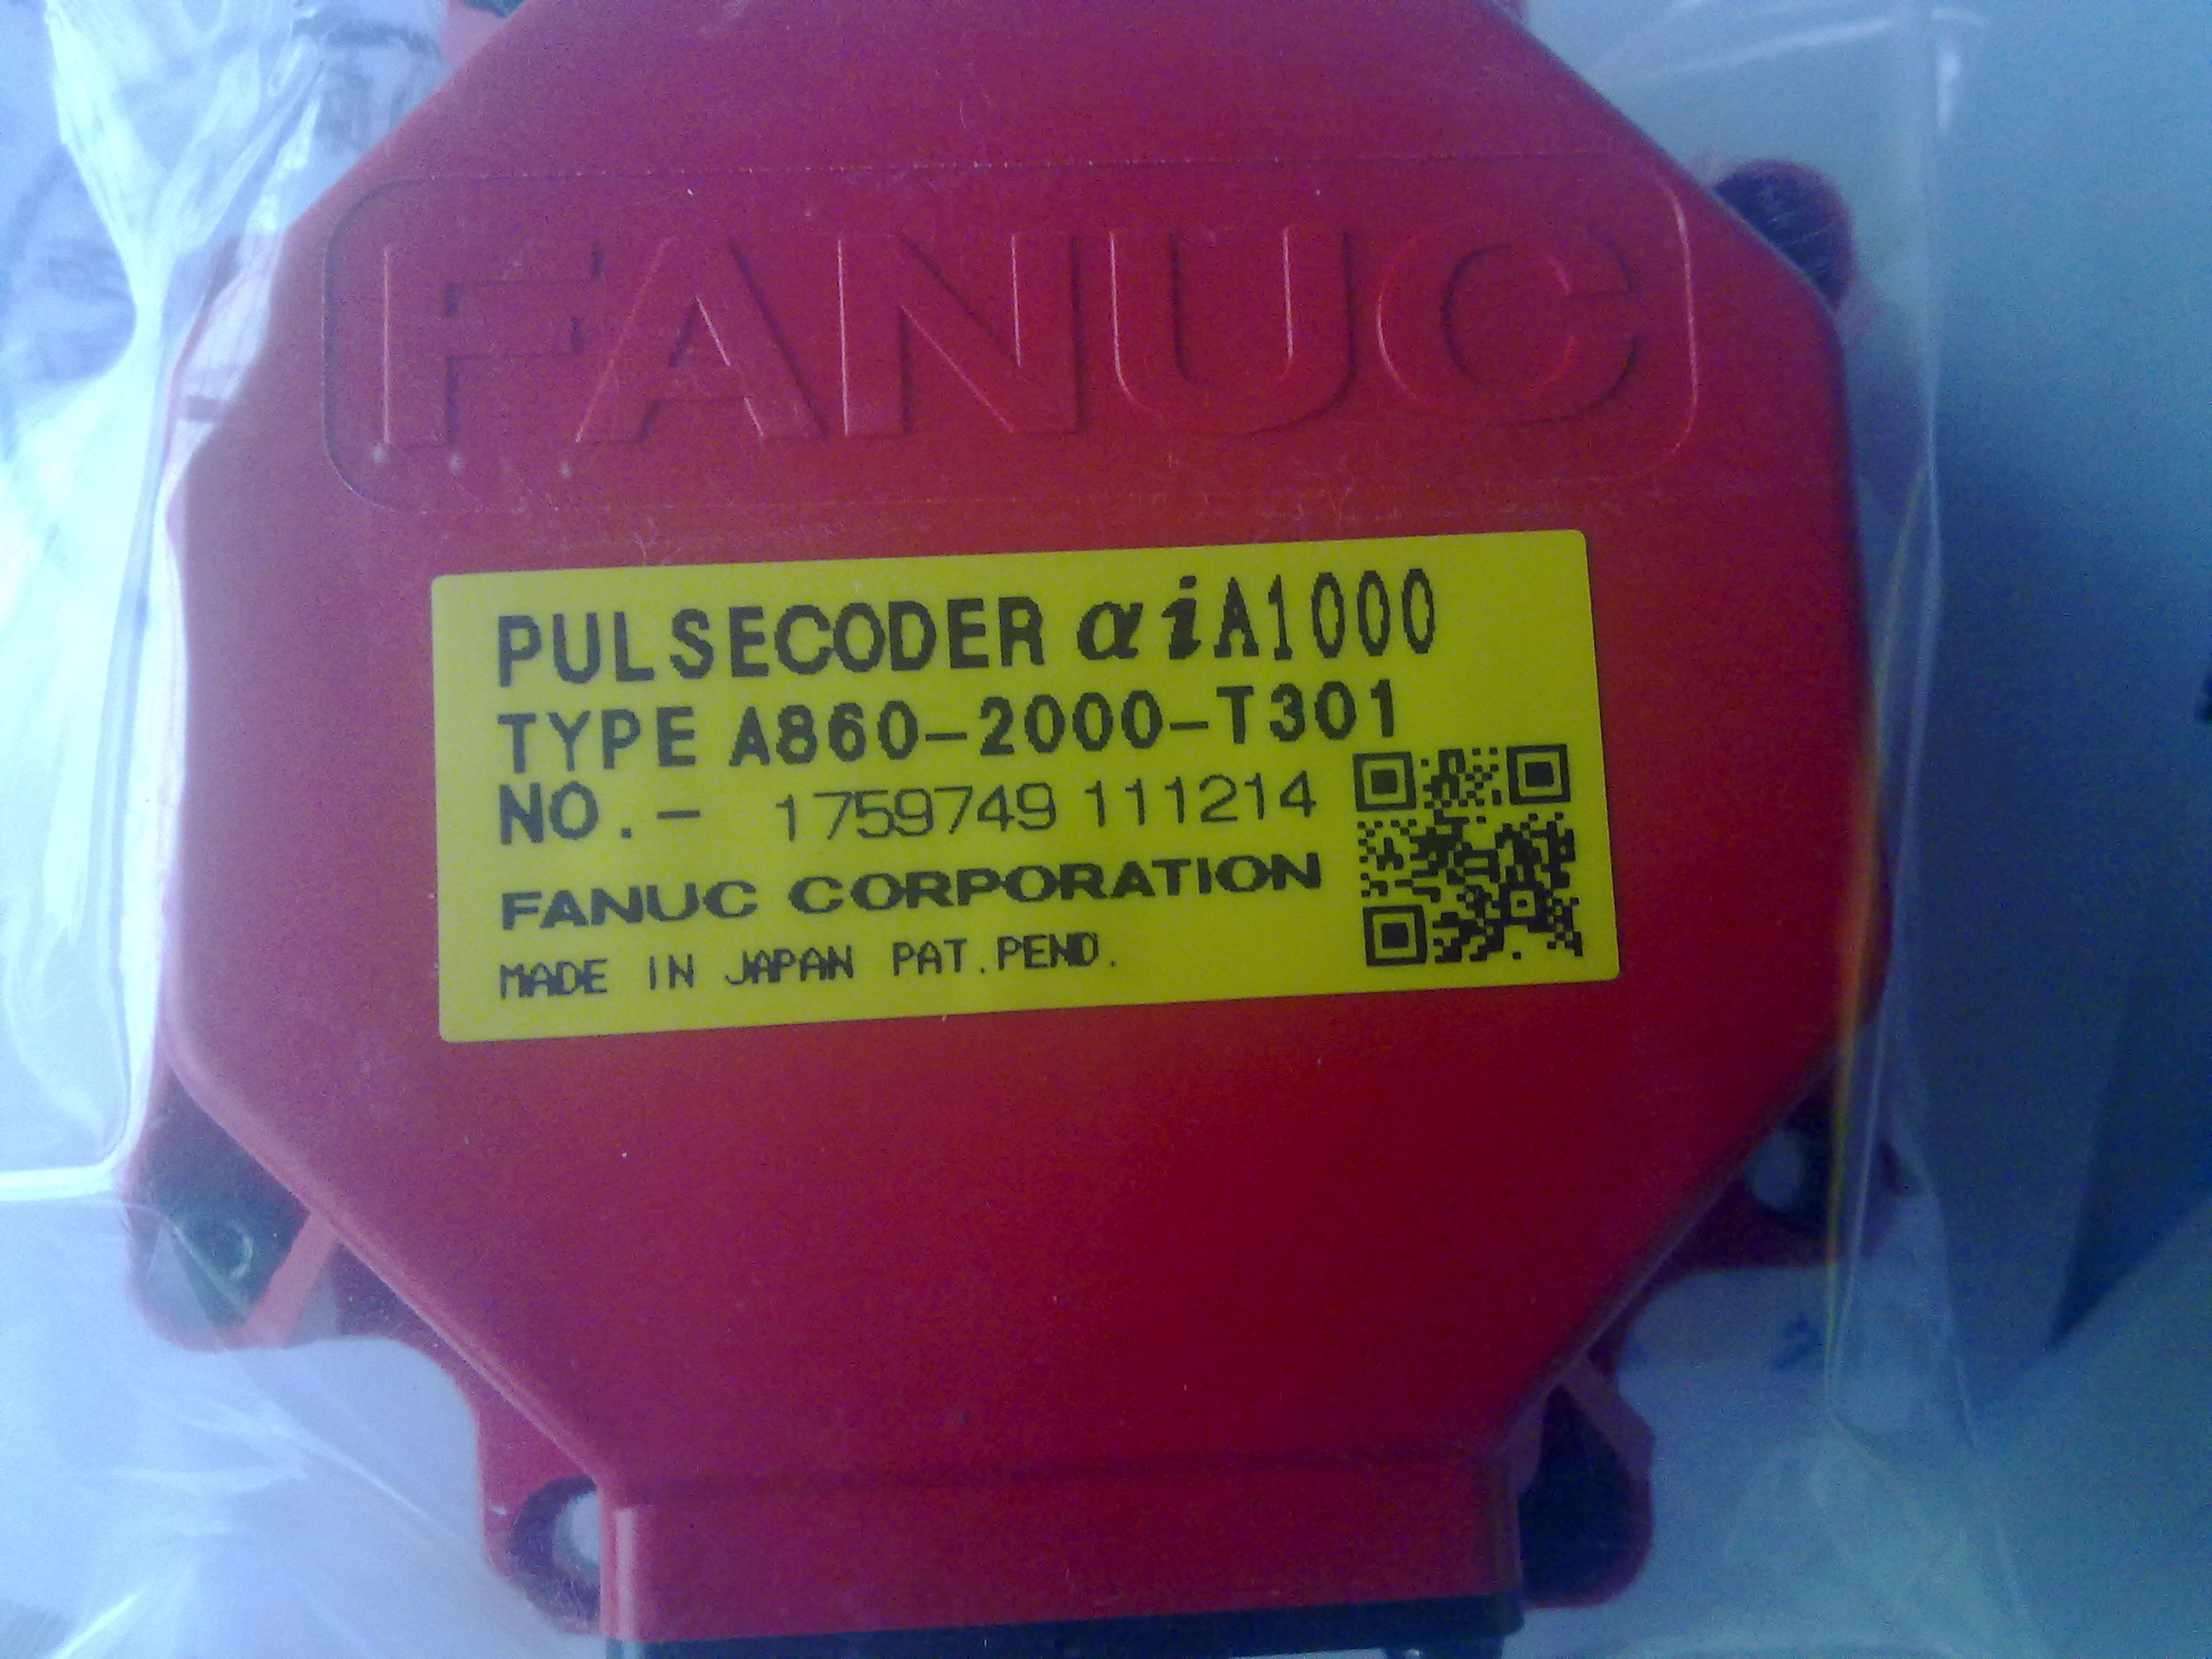 FANUC
PULSECODER αiA1000
TYPE A860-2000-T301
NO.- 1759749 111214
FANUC CORPORATION
MADE IN JAPAN PAT.PEND.